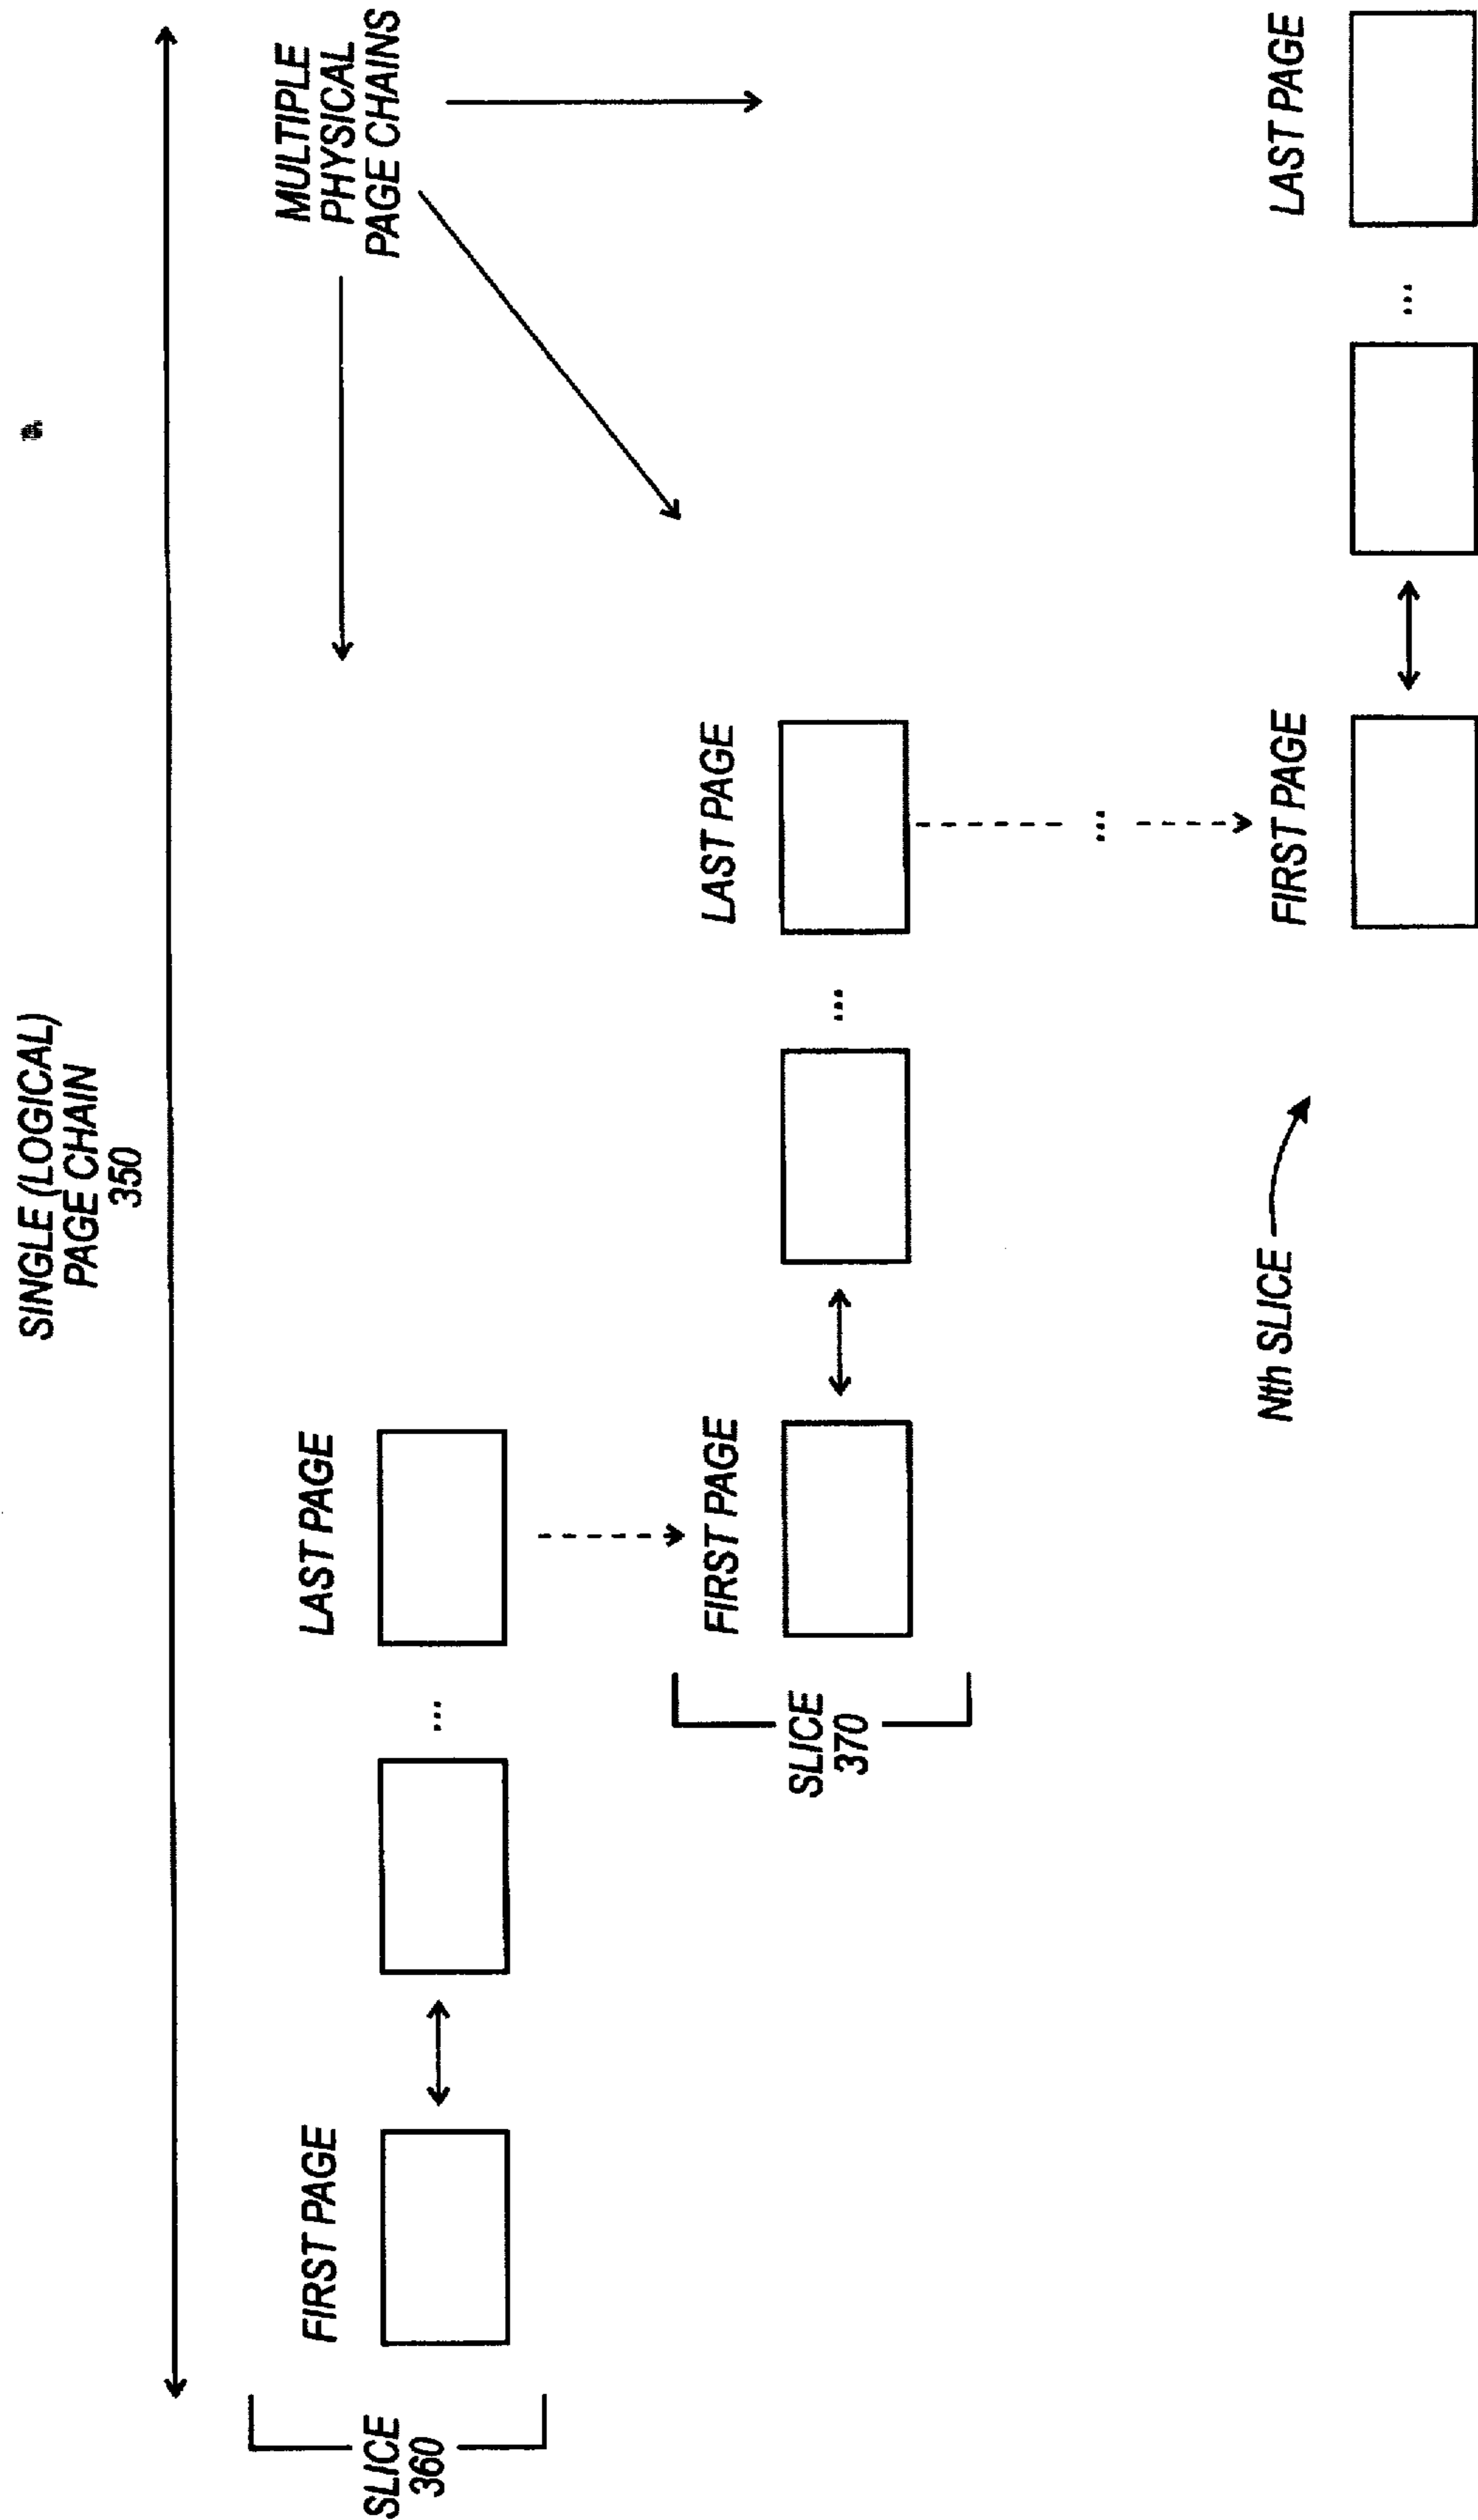 SINGLE (LOGICAL)
PAGE CHAIN
350
MULTIPLE
PHYSICAL
PAGE CHAINS
SLICE
360
FIRST PAGE
...
LAST PAGE
SLICE
370
FIRST PAGE
...
LAST PAGE
...
Nth SLICE
FIRST PAGE
...
LAST PAGE